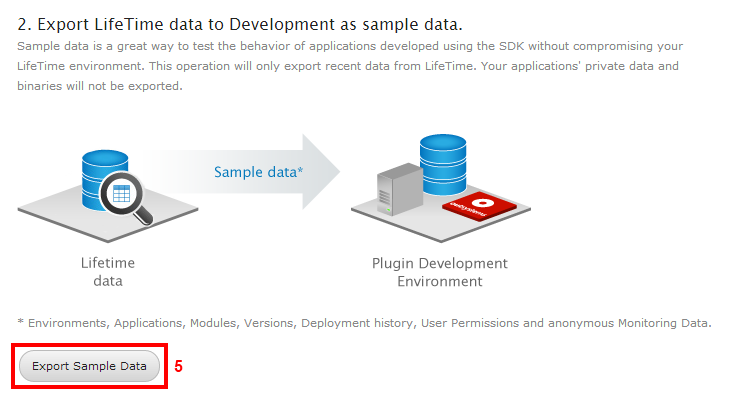 2. Export LifeTime data to Development as sample data.
Sample data is a great way to test the behavior of applications developed using the SDK without compromising your
LifeTime environment. This operation will only export recent data from LifeTime. Your applications' private data and
binaries will not be exported.
Sample data*
outsystems
Lifetime
data
Plugin Development
Environment
* Environments, Applications, Modules, Versions, Deployment history, User Permissions and anonymous Monitoring Data.
Export Sample Data 5